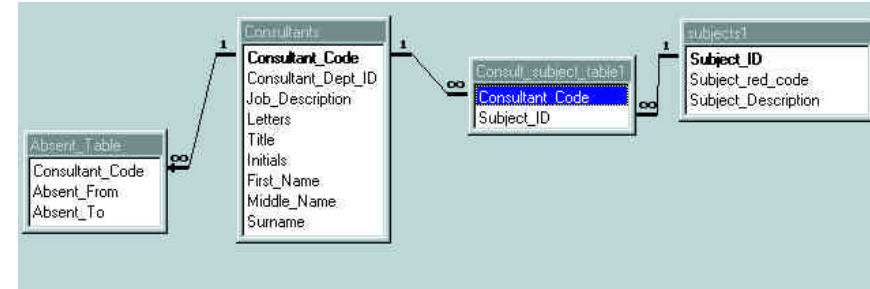 Absent_Table
Consultant_Code
Absent_From
Absent_To
1
∞
Consultants
Consultant_Code
Consultant_Dept_ID
Job_Description
Letters
Title
Initials
First_Name
Middle_Name
Surname
1
∞
Consult_subject_table1
Consultant_Code
Subject_ID
∞
1
subjects1
Subject_ID
Subject_red_code
Subject_Description